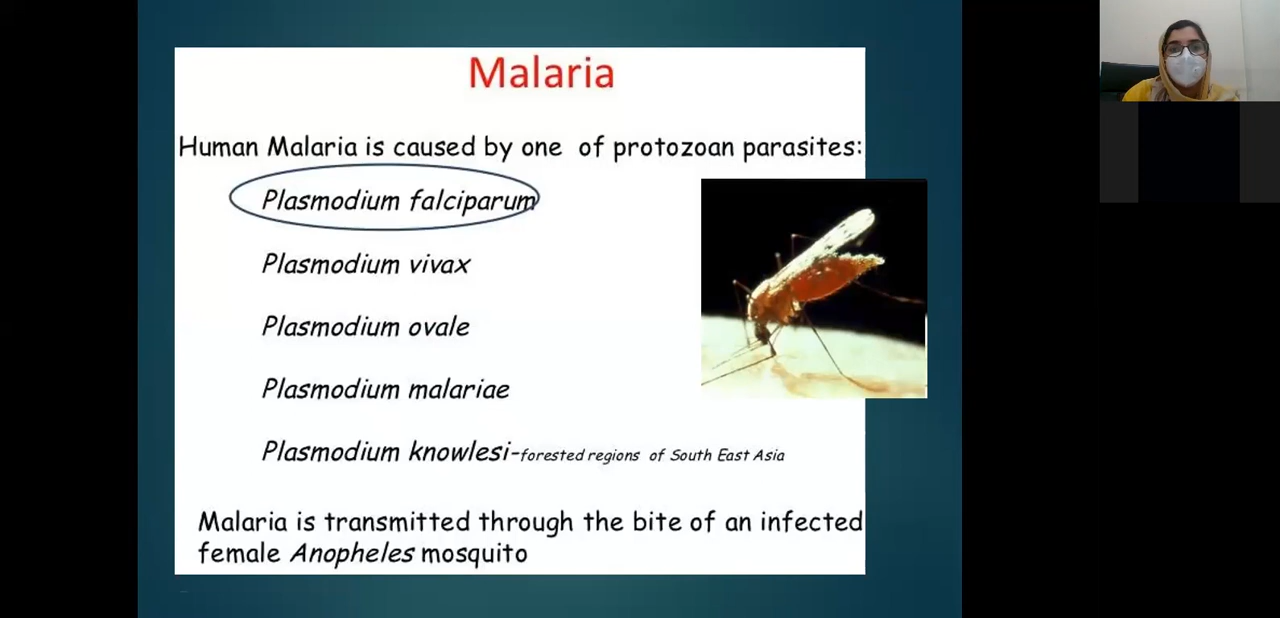 Malaria
Human Malaria is caused by one of protozoan parasites:
Plasmodium falciparum
Plasmodium vivax
Plasmodium ovale
Plasmodium malariae
Plasmodium knowlesi-forested regions of South East Asia
Malaria is transmitted through the bite of an infected
female Anopheles mosquito